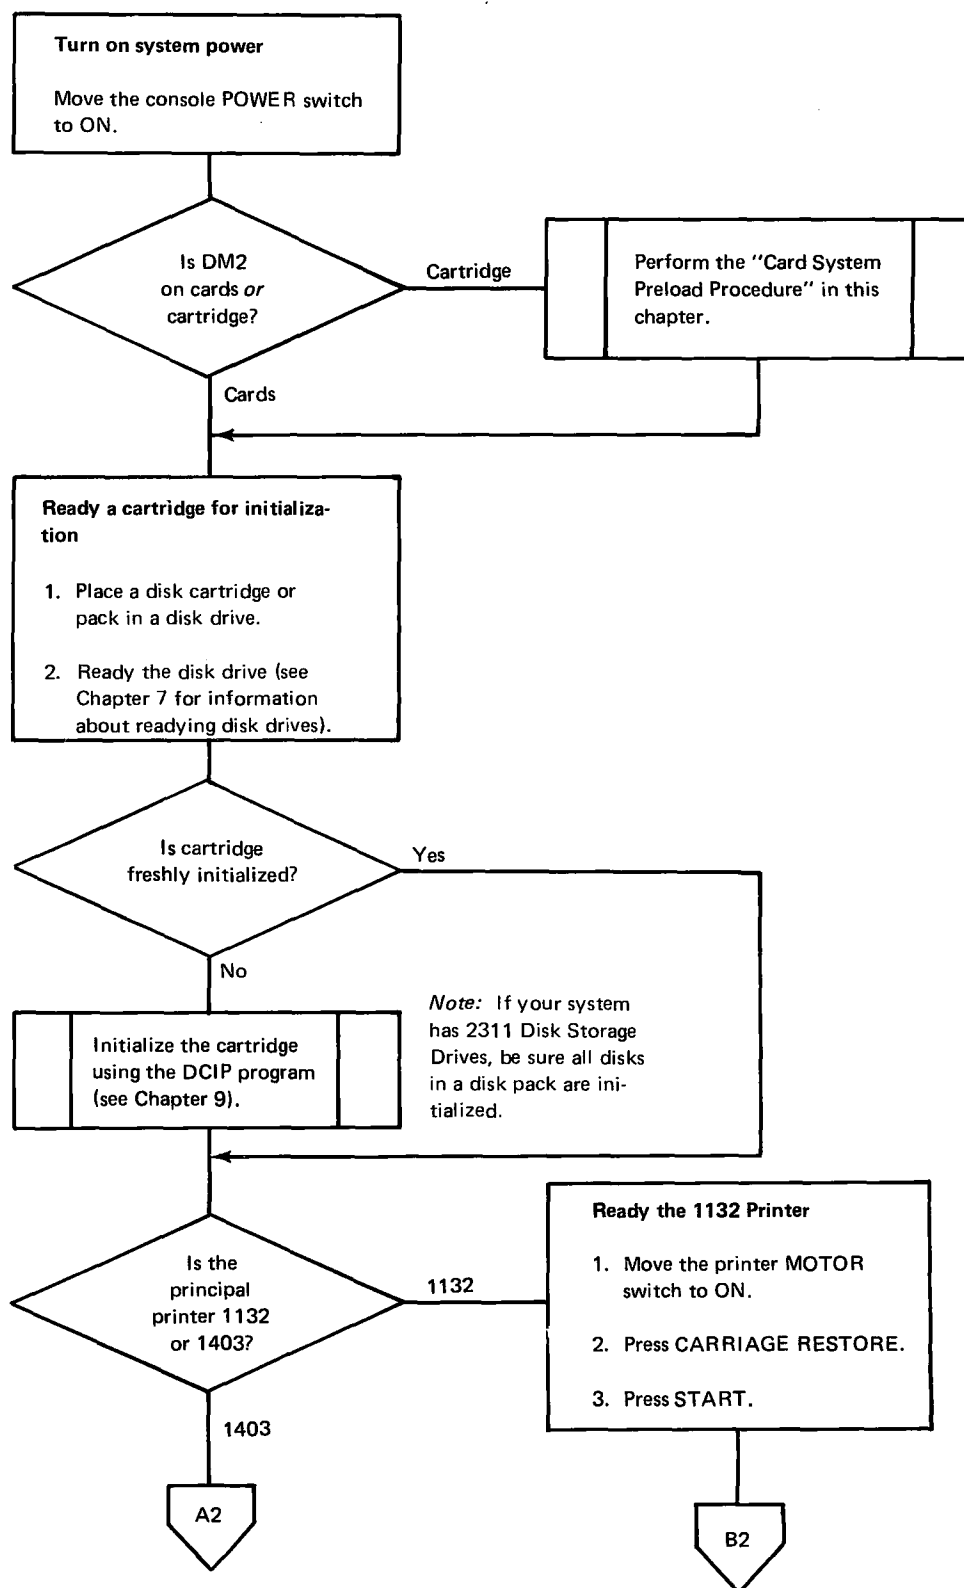 Turn on system power
Move the console POWER switch
to ON.
Is DM2
on cards or
cartridge?
Cartridge
Perform the "Card System
Preload Procedure" in this
chapter.
Cards
Ready a cartridge for initializa-
tion
1. Place a disk cartridge or
pack in a disk drive.
2. Ready the disk drive (see
Chapter 7 for information
about readying disk drives).
Is cartridge
freshly initialized?
Yes
No
Initialize the cartridge
using the DCIP program
(see Chapter 9).
Note: If your system
has 2311 Disk Storage
Drives, be sure all disks
in a disk pack are ini-
tialized.
Is the
principal
printer 1132
or 1403?
1132
Ready the 1132 Printer
1. Move the printer MOTOR
switch to ON.
2. Press CARRIAGE RESTORE.
3. Press START.
1403
A2
B2